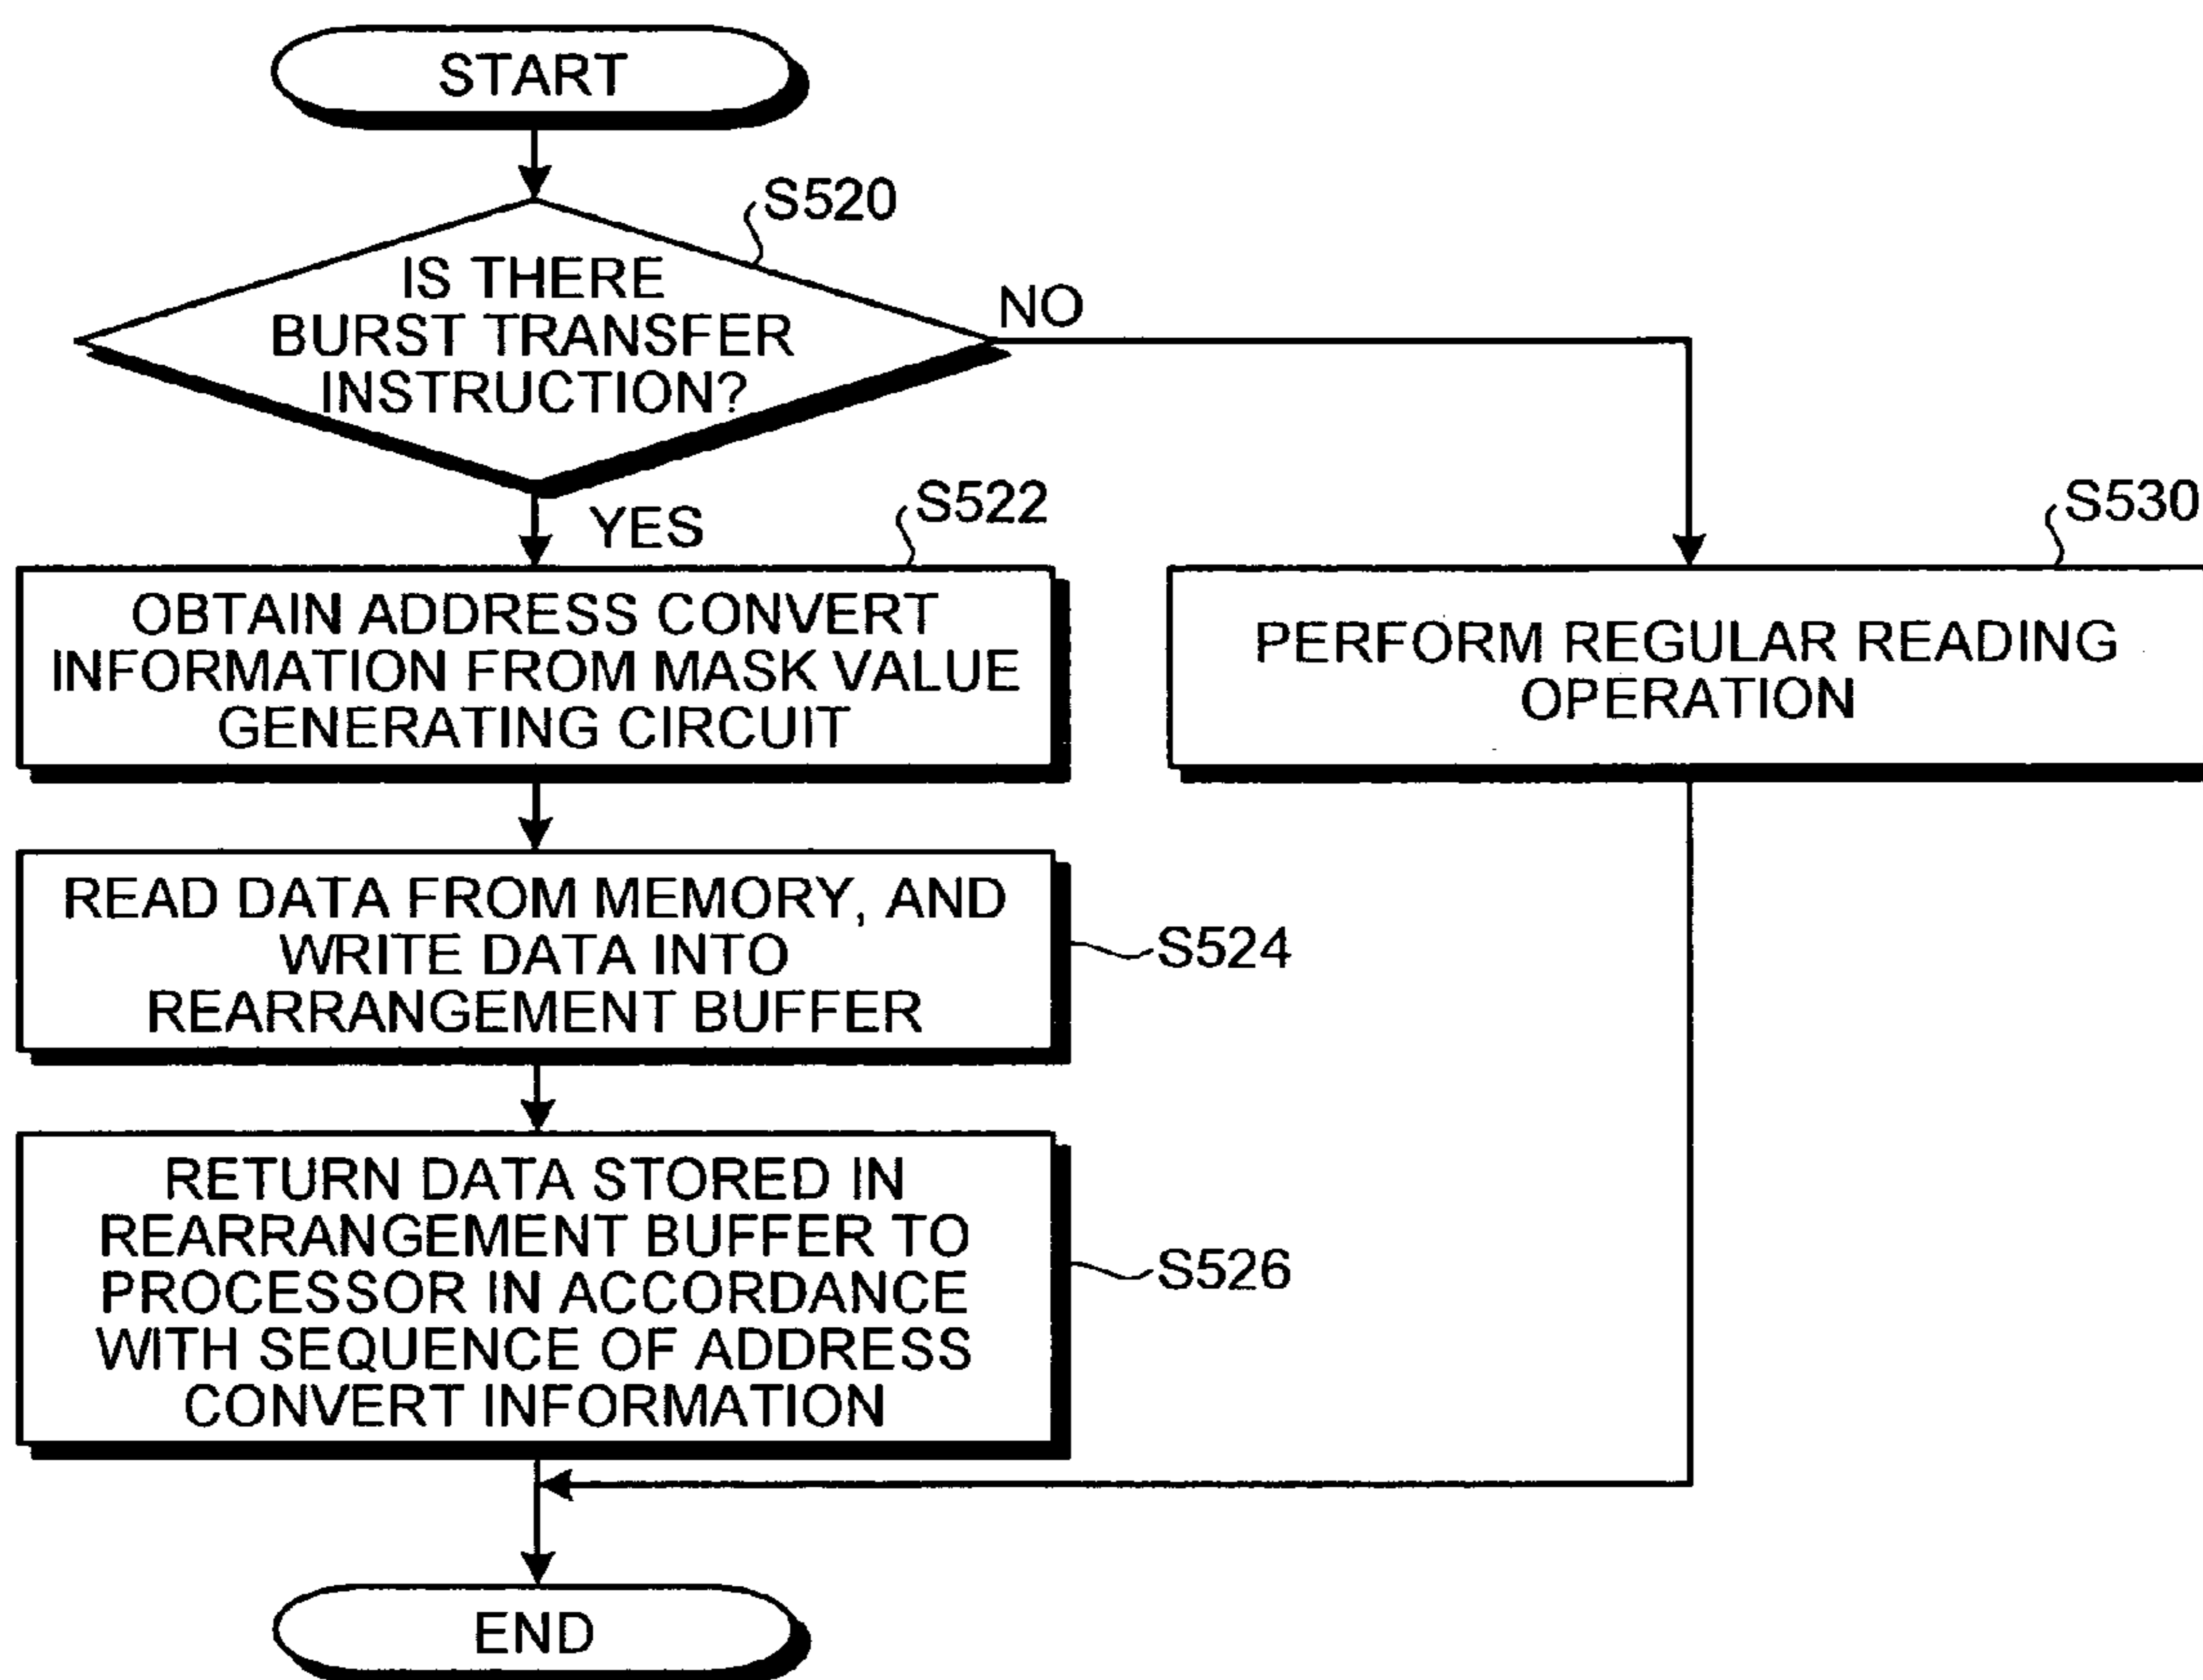 START
S520
IS THERE
BURST TRANSFER
INSTRUCTION?
NO
YES
S522
S530
OBTAIN ADDRESS CONVERT
INFORMATION FROM MASK VALUE
GENERATING CIRCUIT
PERFORM REGULAR READING
OPERATION
READ DATA FROM MEMORY, AND
WRITE DATA INTO
REARRANGEMENT BUFFER
S524
RETURN DATA STORED IN
REARRANGEMENT BUFFER TO
PROCESSOR IN ACCORDANCE
WITH SEQUENCE OF ADDRESS
CONVERT INFORMATION
S526
END